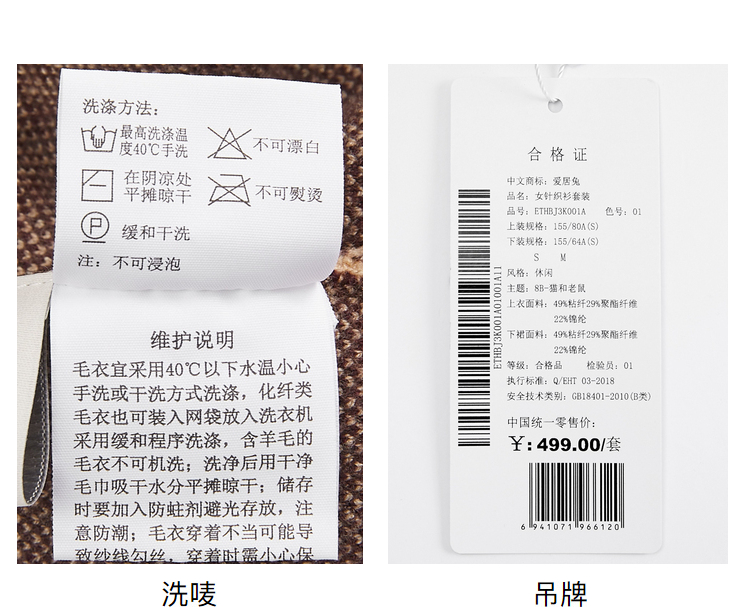 洗涤方法：
最高洗涤温
度40℃手洗
不可漂白
在阴凉处
平摊晾干
不可熨烫
P
缓和干洗
注：不可浸泡
维护说明
毛衣宜采用40℃以下水温小心
手洗或干洗方式洗涤，化纤类
毛衣也可装入网袋放入洗衣机
采用缓和程序洗涤，含羊毛的
毛衣不可机洗；洗净后用干净
毛巾吸干水分平摊晾干；储存
时要加入防蛀剂避光存放，注
意防潮；毛衣穿着不当可能导
致纱线勾丝，穿着时需小心保
洗唛
合格证
中文商标：爱居兔
品名：女针织衫套装
品号：ETHBJ3K001A 色号：01
上装规格：155/80A(S)
下装规格：155/64A(S)
S M
风格：休闲
主题：8B-猫和老鼠
上衣面料：49%粘纤29%聚酯纤维
22%锦纶
下裙面料：49%粘纤29%聚酯纤维
22%锦纶
等级：合格品 检验员：01
执行标准：Q/EHT 03-2018
安全技术类别：GB18401-2010(B类)
中国统一零售价：
¥:499.00/套
6 941071 966120
ETHBJ3K001A01001A11
吊牌